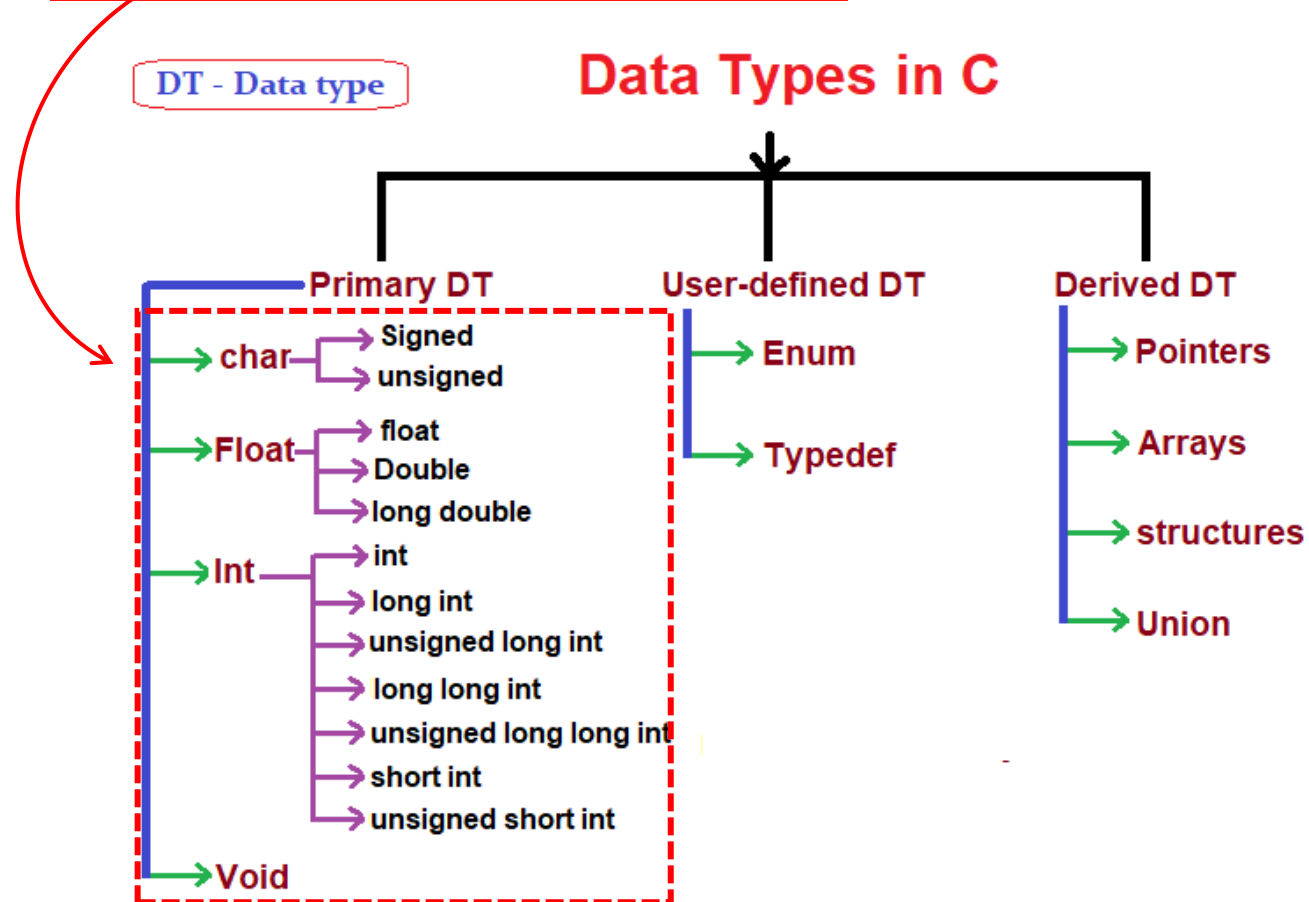 Data Types in C
DT - Data type
Primary DT
char
Signed
unsigned
Float
float
Double
long double
Int
int
long int
unsigned long int
long long int
unsigned long long int
short int
unsigned short int
Void
User-defined DT
Enum
Typedef
Derived DT
Pointers
Arrays
structures
Union